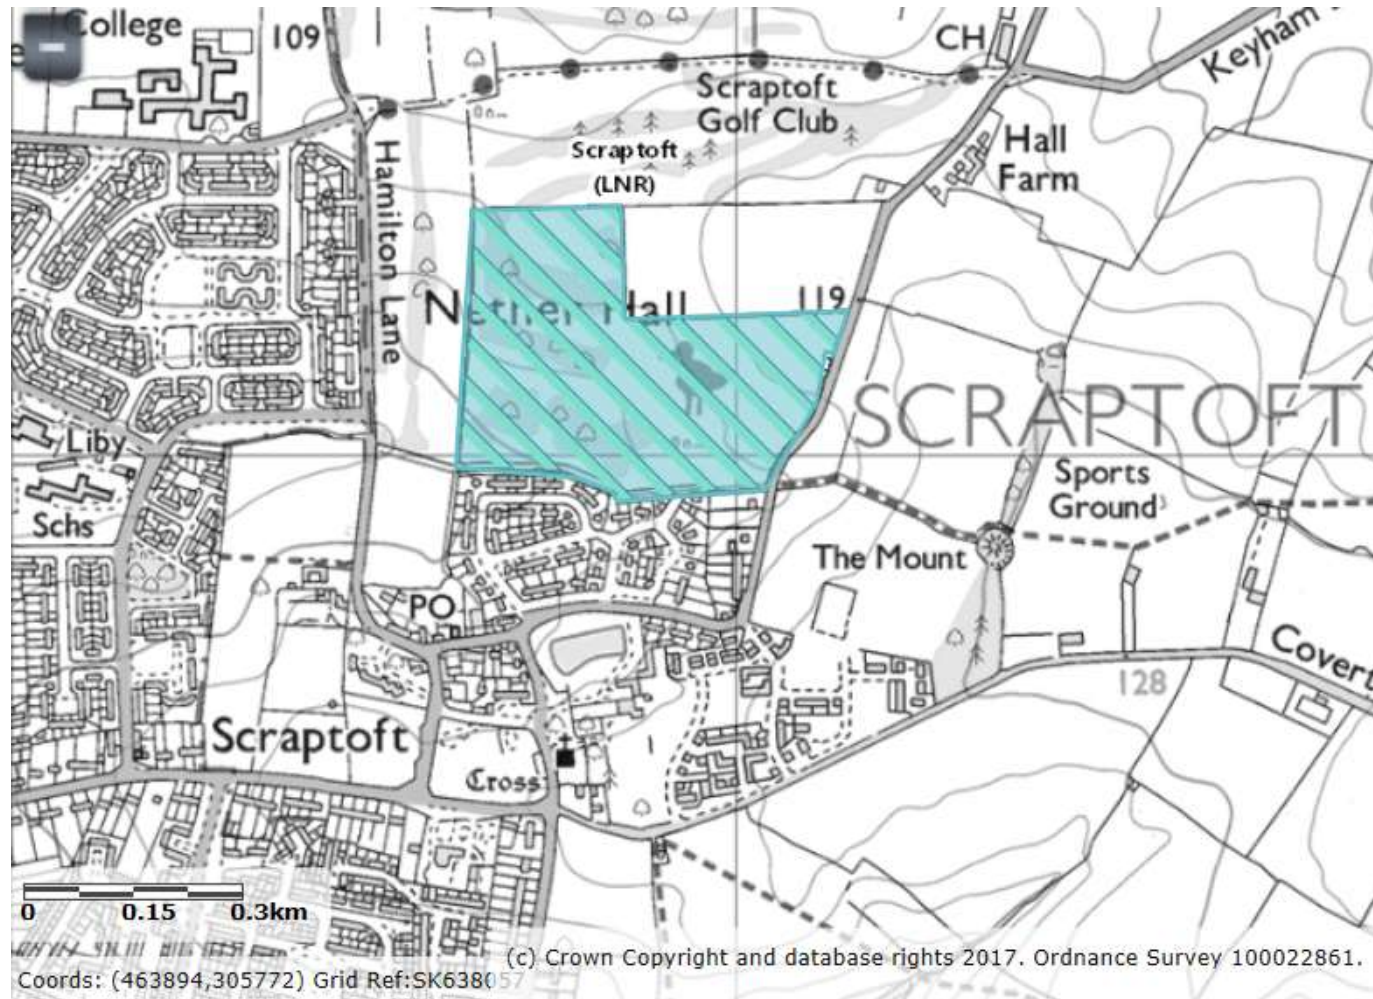 College
109
CH
Keyham
Scraptoft
Golf Club
Hall
Farm
Scraptoft
(LNR)
Hamilton Lane
Nether Hall
119
SCRAPTOFT
Liby
Schs
Sports
Ground
The Mount
PO
Covert
128
Scraptoft
Cross
0 0.15 0.3km
(c) Crown Copyright and database rights 2017. Ordnance Survey 100022861.
Coords: (463894,305772) Grid Ref:SK638057